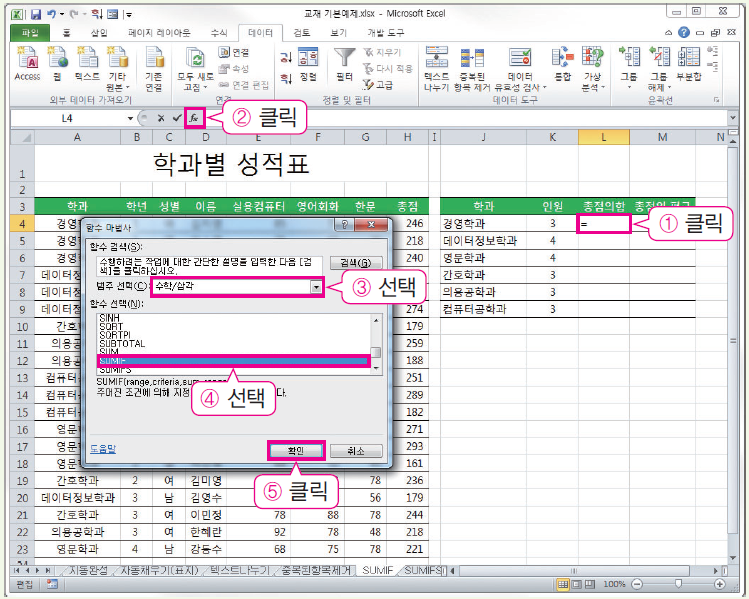 교재 기본예제.xlsx - Microsoft Excel
파일 홈 삽입 페이지 레이아웃 수식 데이터 검토 보기 개발 도구
Access 웹 텍스트 기타 원본 기존 연결 모두 새로 고침 연결 속성 연결 편집 정렬 필터 지우기 다시 적용 고급 텍스트 나누기 중복된 항목 제거 데이터 유효성 검사 통합 가상 분석 그룹 그룹 해제 부분합
외부 데이터 가져오기 연결 정렬 및 필터 데이터 도구 윤곽선
L4 fx ② 클릭
A B C D E F G H I J K L M N
1 학과별 성적표
2
3 학과 학년 성별 이름 실용컴퓨터 영어회화 한문 총점 학과 인원 총점의합
4 경영 246 경영학과 3 = ① 클릭
5 경영 218 데이터정보학과 4
6 경영 240 영문학과 4
7 데이터 간호학과 3
8 데이터 의용공학과 3
9 데이터 274 컴퓨터공학과 3
10 간호 179
11 의용공 259
12 의용공 188
13 컴퓨터 251
14 컴퓨터 289
15 컴퓨터 182
16 영문 271
17 영문 293
18 영문 161
19 간호학과 2 여 김미영 78 236
20 데이터정보학과 3 남 김영수 56 179
21 간호학과 3 여 이민정 78 88 78 244
22 의용공학과 3 여 한혜란 92 78 48 218
23 영문학과 4 남 강동수 68 75 78 221
함수 마법사
함수 검색(S):
수행하려는 작업에 대한 간단한 설명을 입력한 다음 [검색]을 클릭하십시오.
검색(G)
범주 선택(C): 수학/삼각 ③ 선택
함수 선택(N):
SINH
SQRT
SQRTPI
SUBTOTAL
SUM
SUMIF
SUMIFS
SUMIF(range,criteria,sum_range)
주어진 조건에 의해 지정
④ 선택
도움말 확인 취소
⑤ 클릭
자동완성 자동채우기(표지) 텍스트나누기 중복된항목제거 SUMIF SUMIFS
편집 100%